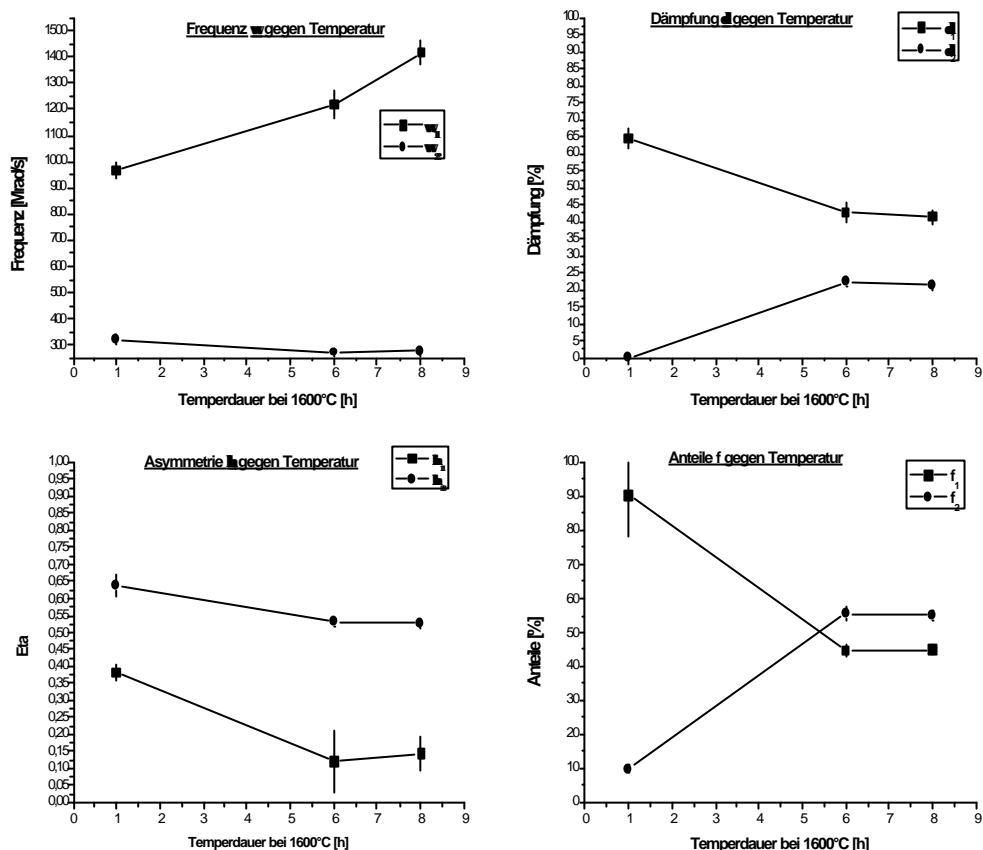 Frequenz w gegen Temperatur
1500
1400
1300
1200
1100
1000
900
800
700
600
500
400
300
Frequenz [Mrad/s]
w
w
0 1 2 3 4 5 6 7 8 9
Temperdauer bei 1600°C [h]
Dämpfung d gegen Temperatur
100
95
90
85
80
75
70
65
60
55
50
45
40
35
30
25
20
15
10
5
0
Dämpfung [%]
d1
d2
0 1 2 3 4 5 6 7 8 9
Temperdauer bei 1600°C [h]
Asymmetrie h gegen Temperatur
1,00
0,95
0,90
0,85
0,80
0,75
0,70
0,65
0,60
0,55
0,50
0,45
0,40
0,35
0,30
0,25
0,20
0,15
0,10
0,05
0,00
Eta
h
h
0 1 2 3 4 5 6 7 8 9
Temperdauer bei 1600°C [h]
Anteile f gegen Temperatur
100
90
80
70
60
50
40
30
20
10
0
Anteile [%]
f1
f2
0 1 2 3 4 5 6 7 8 9
Temperdauer bei 1600°C [h]